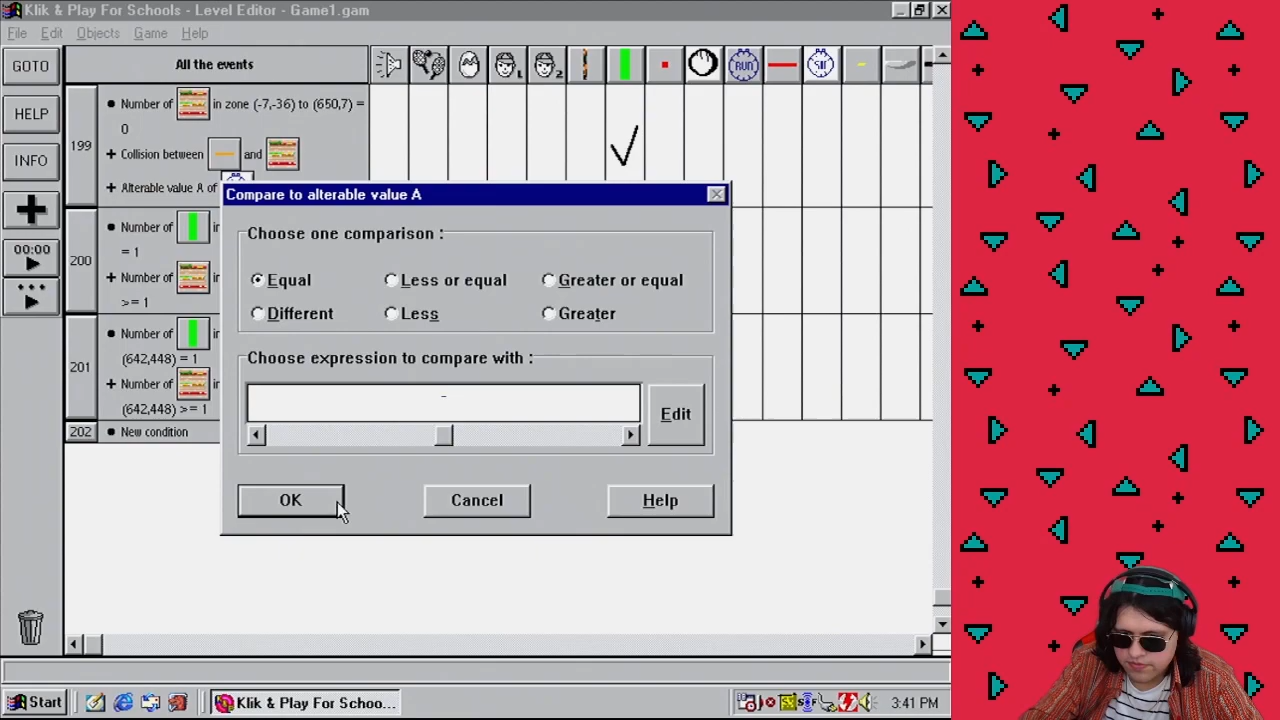 Klik & Play For Schools - Level Editor - Game1.gam
File Edit Objects Game Help
GOTO
HELP
INFO
00:00
All the events
1
2
RUN
199
Number of in zone (-7,-36) to (650,7) =
0
+ Collision between and
+ Alterable value A of
200
Number of
= 1
+ Number of
>= 1
201
Number of
(642,448) = 1
+ Number of
(642,448) >= 1
202
New condition
Compare to alterable value A
Choose one comparison :
Equal
Less or equal
Greater or equal
Different
Less
Greater
Choose expression to compare with :
-
Edit
OK
Cancel
Help
Start
Klik & Play For Schoo...
3:41 PM